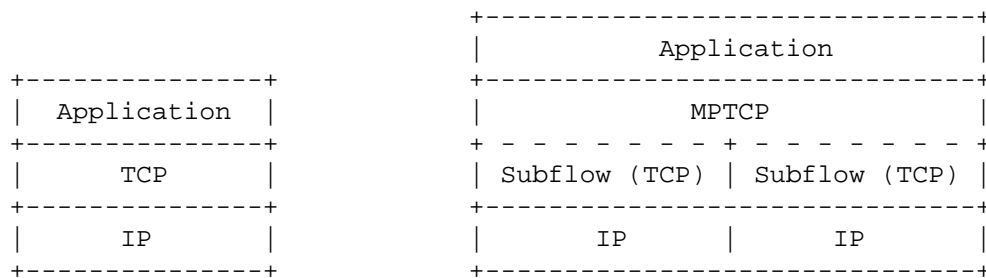 +-------------------------------+
                             |           Application         |
+---------------+            +-------------------------------+
|  Application  |            |             MPTCP             |
+---------------+            + - - - - - - - + - - - - - - - +
|      TCP      |            | Subflow (TCP) | Subflow (TCP) |
+---------------+            +-------------------------------+
|      IP       |            |       IP      |      IP       |
+---------------+            +-------------------------------+